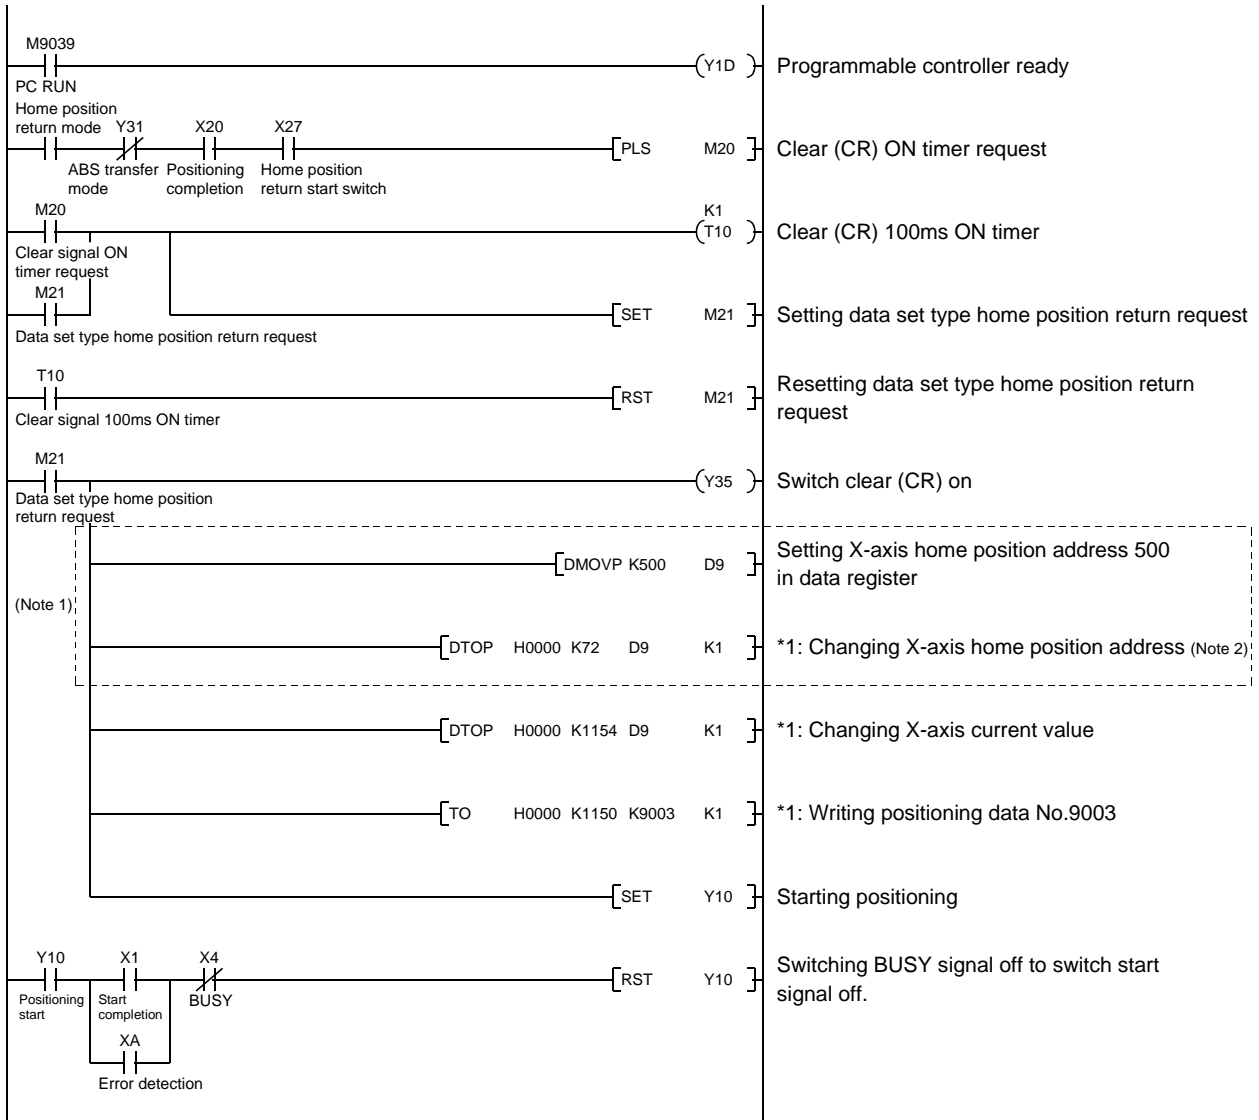 M9039
Y1D
Programmable controller ready
PC RUN
Home position
return mode
Y31
X20
X27
PLS M20
Clear (CR) ON timer request
ABS transfer
mode
Positioning
completion
Home position
return start switch
M20
K1
T10
Clear (CR) 100ms ON timer
Clear signal ON
timer request
M21
SET M21
Setting data set type home position return request
Data set type home position return request
T10
RST M21
Resetting data set type home position return
request
Clear signal 100ms ON timer
M21
Y35
Switch clear (CR) on
Data set type home position
return request
DMOVP K500 D9
Setting X-axis home position address 500
in data register
(Note 1)
DTOP H0000 K72 D9 K1
*1: Changing X-axis home position address (Note 2)
DTOP H0000 K1154 D9 K1
*1: Changing X-axis current value
TO H0000 K1150 K9003 K1
*1: Writing positioning data No.9003
SET Y10
Starting positioning
Y10
X1
X4
RST Y10
Switching BUSY signal off to switch start
signal off.
Positioning
start
Start
completion
BUSY
XA
Error detection